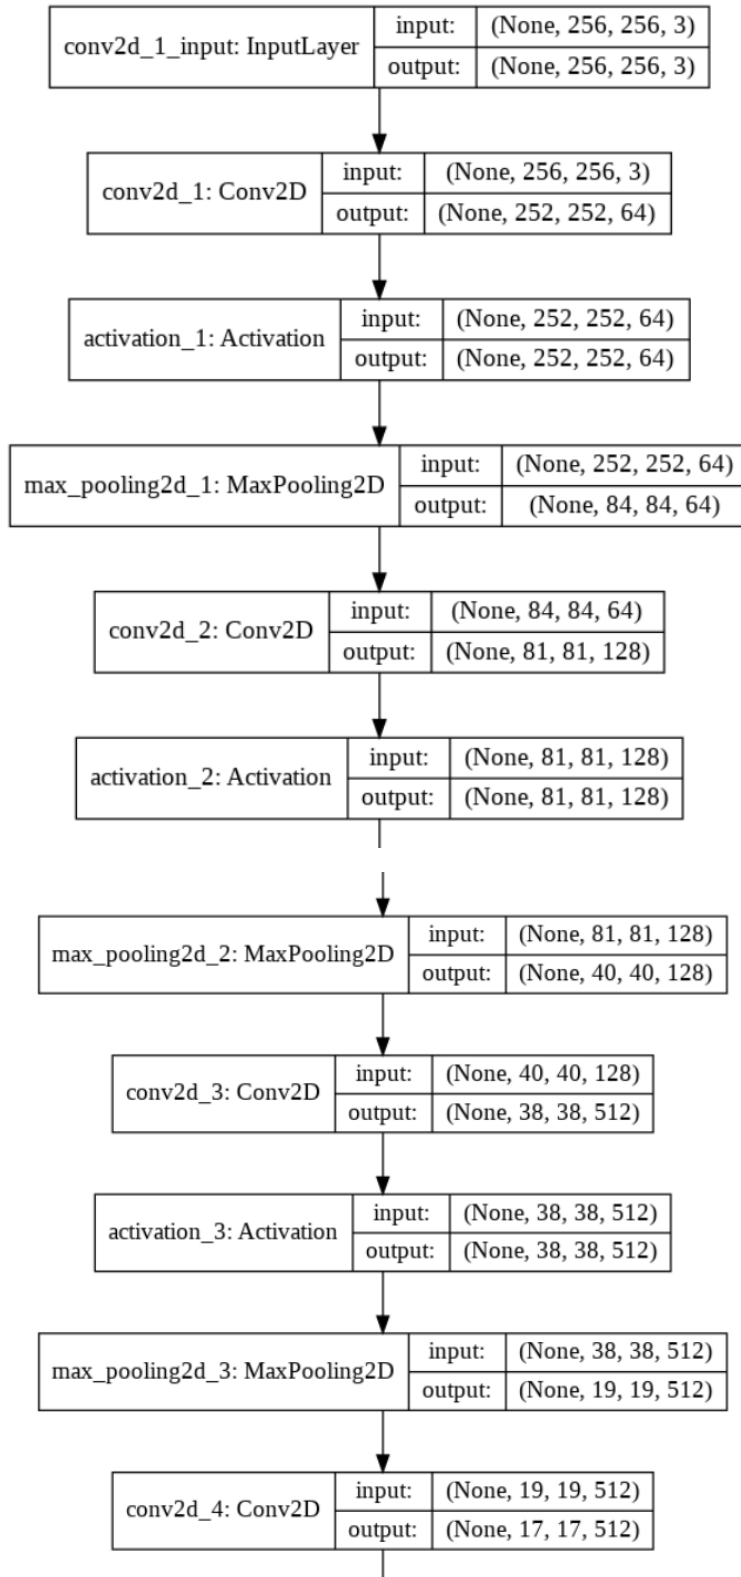 conv2d_1_input: InputLayer
input: (None, 256, 256, 3)
output: (None, 256, 256, 3)
conv2d_1: Conv2D
input: (None, 256, 256, 3)
output: (None, 252, 252, 64)
activation_1: Activation
input: (None, 252, 252, 64)
output: (None, 252, 252, 64)
max_pooling2d_1: MaxPooling2D
input: (None, 252, 252, 64)
output: (None, 84, 84, 64)
conv2d_2: Conv2D
input: (None, 84, 84, 64)
output: (None, 81, 81, 128)
activation_2: Activation
input: (None, 81, 81, 128)
output: (None, 81, 81, 128)
max_pooling2d_2: MaxPooling2D
input: (None, 81, 81, 128)
output: (None, 40, 40, 128)
conv2d_3: Conv2D
input: (None, 40, 40, 128)
output: (None, 38, 38, 512)
activation_3: Activation
input: (None, 38, 38, 512)
output: (None, 38, 38, 512)
max_pooling2d_3: MaxPooling2D
input: (None, 38, 38, 512)
output: (None, 19, 19, 512)
conv2d_4: Conv2D
input: (None, 19, 19, 512)
output: (None, 17, 17, 512)